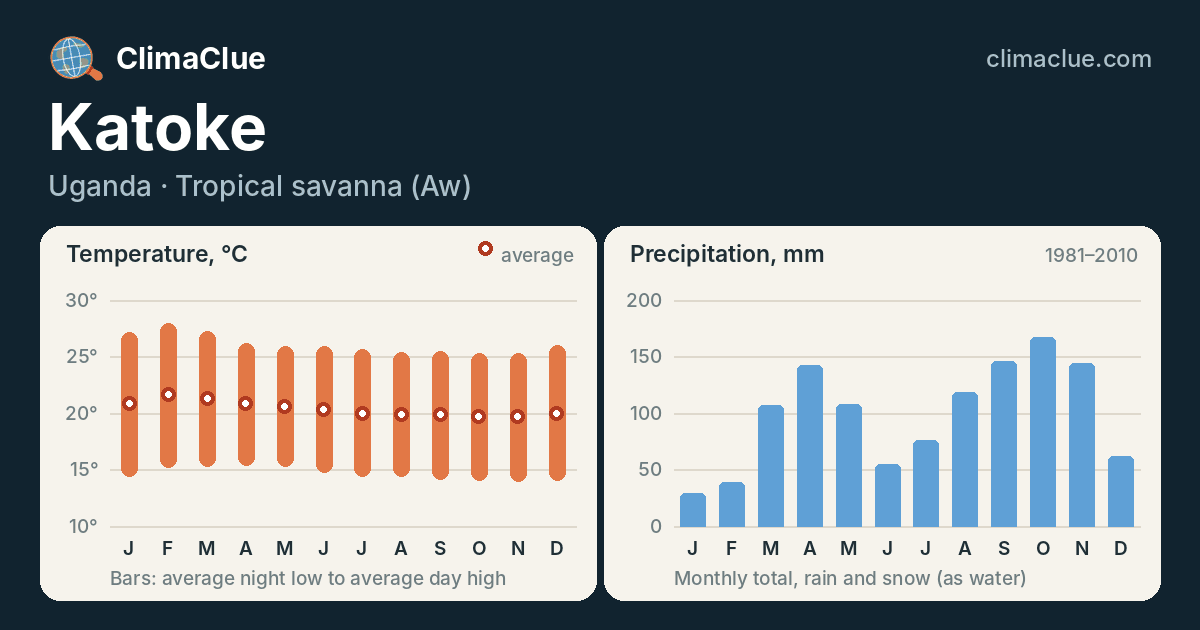 ClimaClue
climaclue.com
Katoke
Uganda · Tropical savanna (Aw)
Temperature, °C
average
30°
25°
20°
15°
10°
J F M A M J J A S O N D
Bars: average night low to average day high
Precipitation, mm
1981–2010
200
150
100
50
0
J F M A M J J A S O N D
Monthly total, rain and snow (as water)